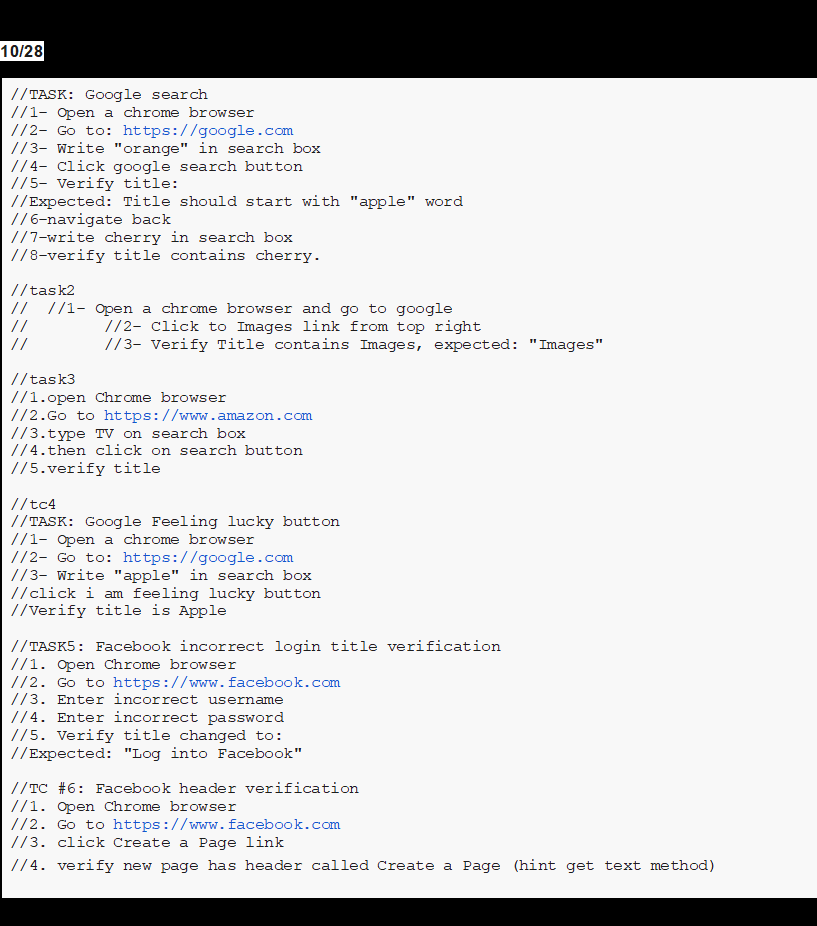 10/28
//TASK: Google search
//1- Open a chrome browser
//2- Go to: https://google.com
//3- Write "orange" in search box
//4- Click google search button
//5- Verify title:
//Expected: Title should start with "apple" word
//6-navigate back
//7-write cherry in search box
//8-verify title contains cherry.
//task2
//  //1- Open a chrome browser and go to google
//        //2- Click to Images link from top right
//        //3- Verify Title contains Images, expected: "Images"
//task3
//1.open Chrome browser
//2.Go to https://www.amazon.com
//3.type TV on search box
//4.then click on search button
//5.verify title
//tc4
//TASK: Google Feeling lucky button
//1- Open a chrome browser
//2- Go to: https://google.com
//3- Write "apple" in search box
//click i am feeling lucky button
//Verify title is Apple
//TASK5: Facebook incorrect login title verification
//1. Open Chrome browser
//2. Go to https://www.facebook.com
//3. Enter incorrect username
//4. Enter incorrect password
//5. Verify title changed to:
//Expected: "Log into Facebook"
//TC #6: Facebook header verification
//1. Open Chrome browser
//2. Go to https://www.facebook.com
//3. click Create a Page link
//4. verify new page has header called Create a Page (hint get text method)